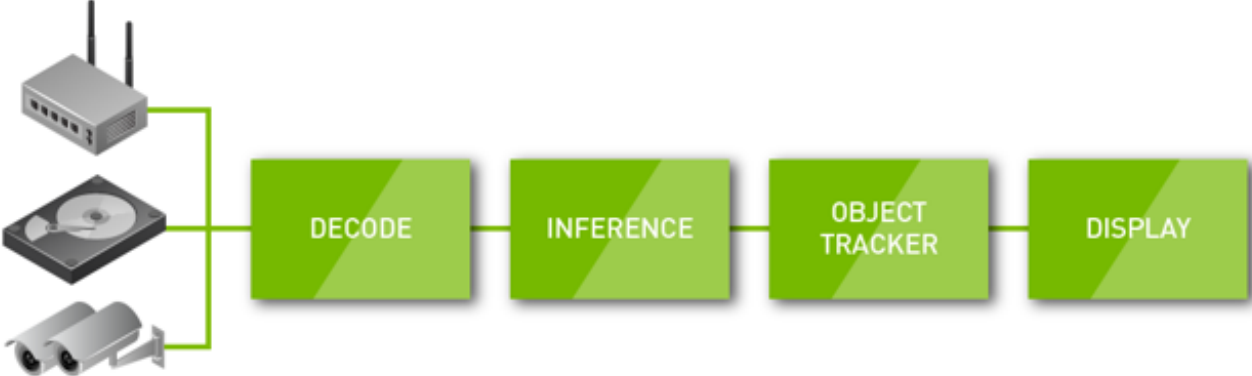 DECODE
INFERENCE
OBJECT
TRACKER
DISPLAY